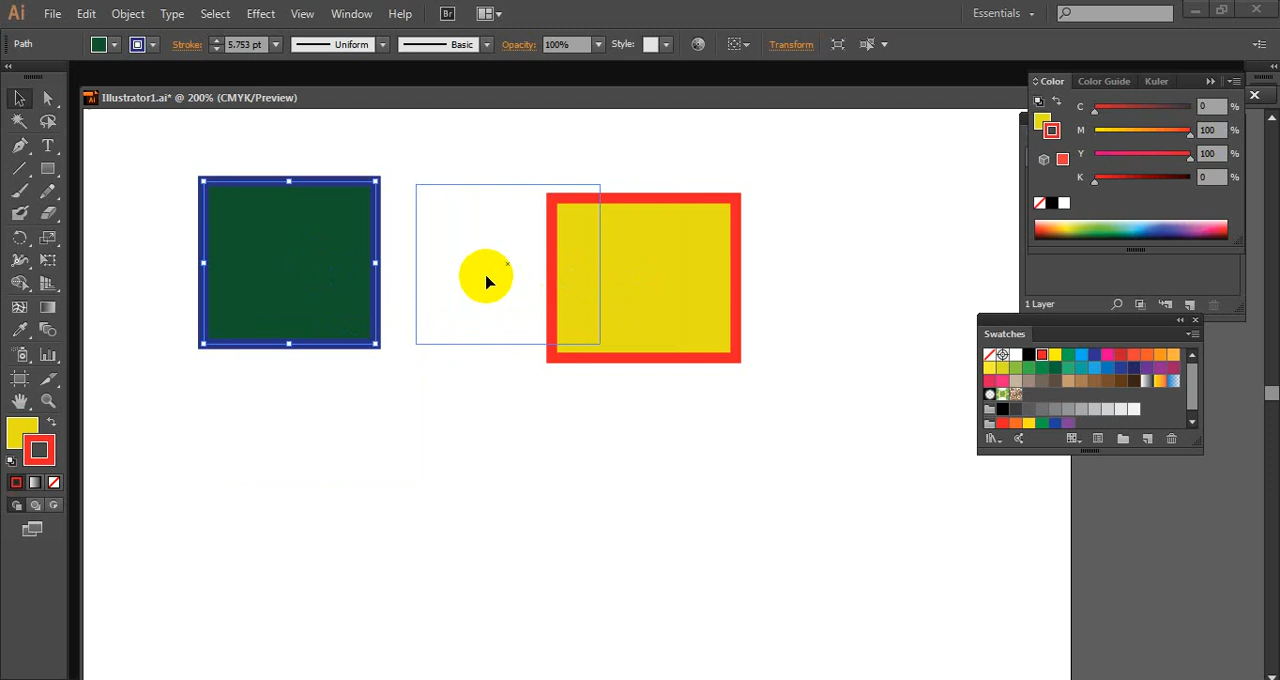 Ai File Edit Object Type Select Effect View Window Help Br Essentials
Path Stroke: 5.753 pt Uniform Basic Opacity: 100% Style: Transform
Illustrator1.ai* @ 200% (CMYK/Preview)
Color Color Guide Kuler
C 0 %
M 100 %
Y 100 %
K 0 %
1 Layer
Swatches
T